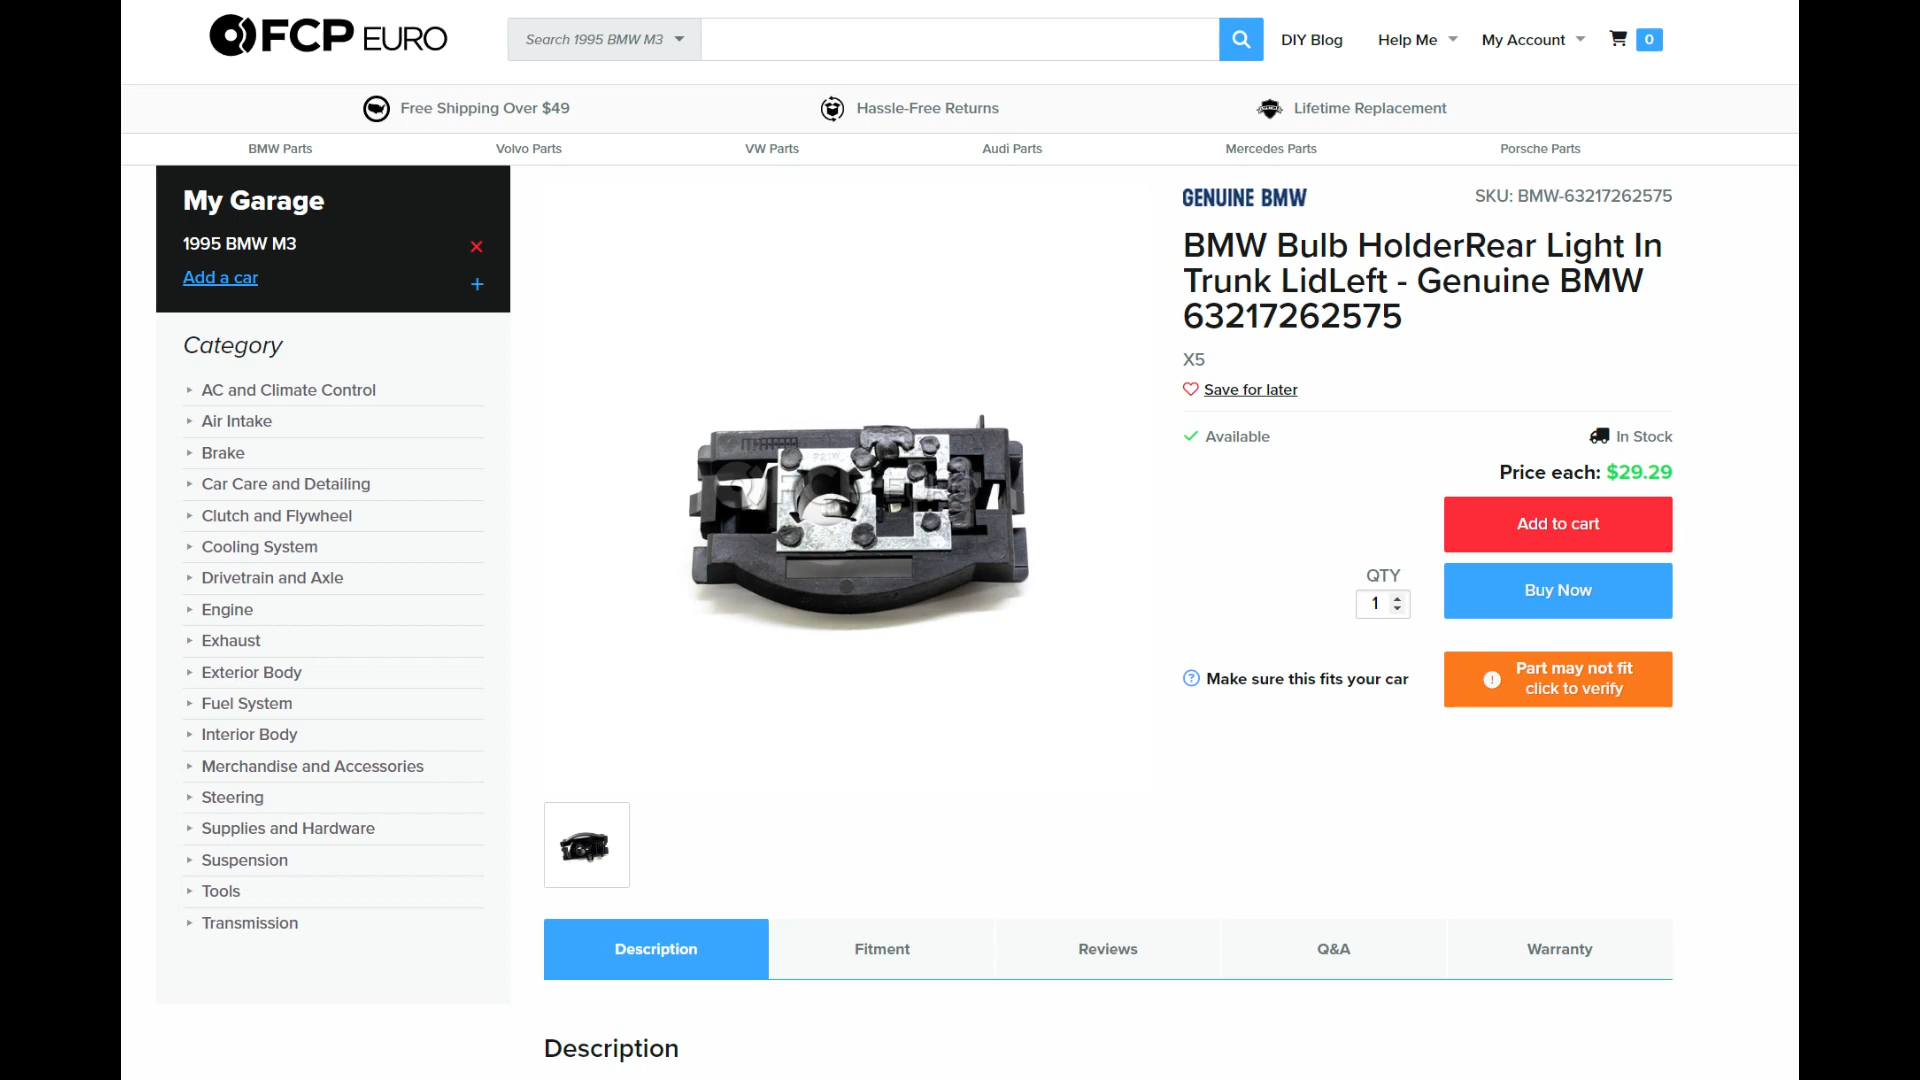 FCP EURO
Search 1995 BMW M3
DIY Blog
Help Me
My Account
0
Free Shipping Over $49
Hassle-Free Returns
Lifetime Replacement
BMW Parts
Volvo Parts
VW Parts
Audi Parts
Mercedes Parts
Porsche Parts
My Garage
1995 BMW M3
Add a car
Category
AC and Climate Control
Air Intake
Brake
Car Care and Detailing
Clutch and Flywheel
Cooling System
Drivetrain and Axle
Engine
Exhaust
Exterior Body
Fuel System
Interior Body
Merchandise and Accessories
Steering
Supplies and Hardware
Suspension
Tools
Transmission
GENUINE BMW
SKU: BMW-63217262575
BMW Bulb HolderRear Light In
Trunk LidLeft - Genuine BMW
63217262575
X5
Save for later
Available
In Stock
Price each: $29.29
Add to cart
QTY
1
Buy Now
Make sure this fits your car
Part may not fit
click to verify
Description
Fitment
Reviews
Q&A
Warranty
Description